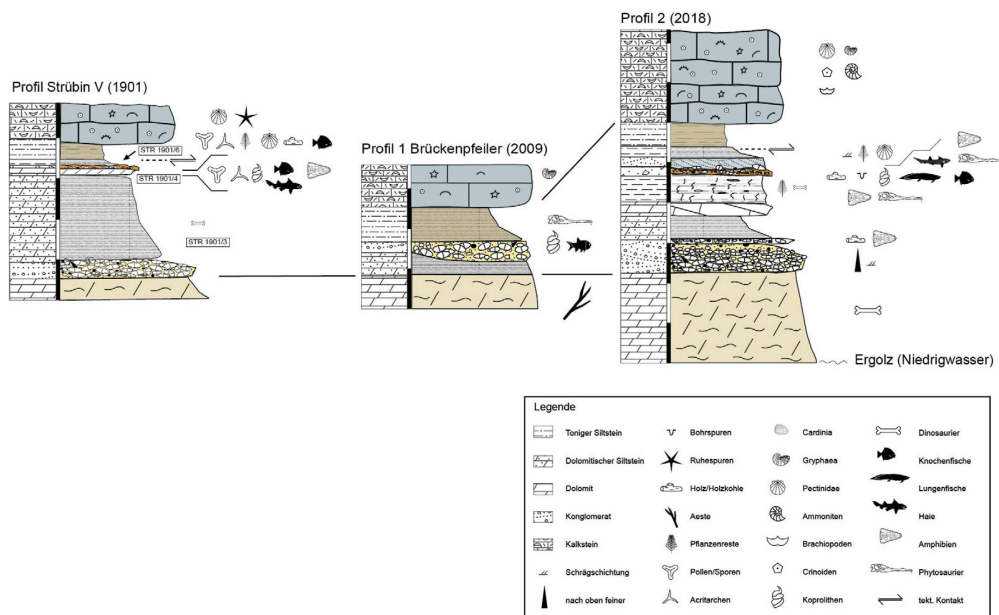 Profil 2 (2018)
Profil Strübin V (1901)
STR 1901/6
STR 1901/4
STR 1901/3
Profil 1 Brückenpfeiler (2009)
Ergolz (Niedrigwasser)
Legende
Toniger Siltstein
Bohrspuren
Cardinia
Dinosaurier
Dolomitischer Siltstein
Ruhespuren
Gryphaea
Knochenfische
Dolomit
Holz/Holzkohle
Pectinidae
Lungenfische
Konglomerat
Aeste
Ammoniten
Haie
Kalkstein
Pflanzenreste
Brachiopoden
Amphibien
Schrägschichtung
Pollen/Sporen
Crinoiden
Phytosaurier
nach oben feiner
Acritarchen
Koprolithen
tekt. Kontakt